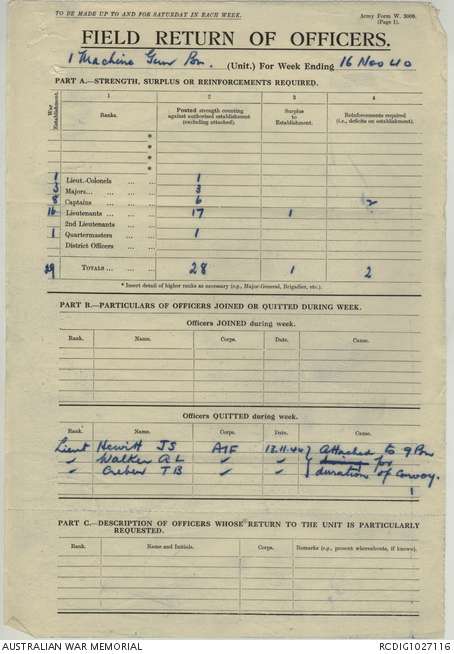 TO BE MADE UP TO AND FOR SATURDAY IN EACH WEEK.
Army Form W. 3008.
(Page 1).
FIELD RETURN OF OFFICERS.
1 Machine Gun Bn. (Unit.) For Week Ending 16 Nov 40
PART A.—STRENGTH, SURPLUS OR REINFORCEMENTS REQUIRED.
War Establishment.
1 2 3 4
Ranks. Posted strength counting against authorised establishment (excluding attached). Surplus to Establishment. Reinforcements required (i.e., deficits on establishment).
*
*
*
*
1 Lieut.-Colonels ... ... 1
3 Majors... ... ... ... 3
8 Captains ... ... ... 6 2
16 Lieutenants ... ... ... 17 1
2nd Lieutenants ... ...
1 Quartermasters ... ... 1
District Officers ... ...
29 TOTALS ... ... ... 28 1 2
* Insert detail of higher ranks as necessary (e.g., Major-General, Brigadier, etc.).
PART B.—PARTICULARS OF OFFICERS JOINED OR QUITTED DURING WEEK.
Officers JOINED during week.
Rank. Name. Corps. Date. Cause.
Officers QUITTED during week.
Rank. Name. Corps. Date. Cause.
Lieut Hewitt JS AIF 13.11.40 } Attached to 9 Bn
" Walker A L " " for
" Creber T B " " duration of Convoy.
1
PART C.—DESCRIPTION OF OFFICERS WHOSE RETURN TO THE UNIT IS PARTICULARLY REQUESTED.
Rank. Name and Initials. Corps. Remarks (e.g., present whereabouts, if known).
AUSTRALIAN WAR MEMORIAL
RCDIG1027116